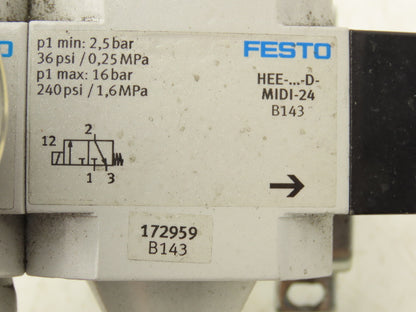 p1 min: 2,5 bar
36 psi / 0,25 MPa
p1 max: 16 bar
240 psi / 1,6 MPa
FESTO
HEE-...-D-
MIDI-24
B143
2
12
1 3
172959
B143